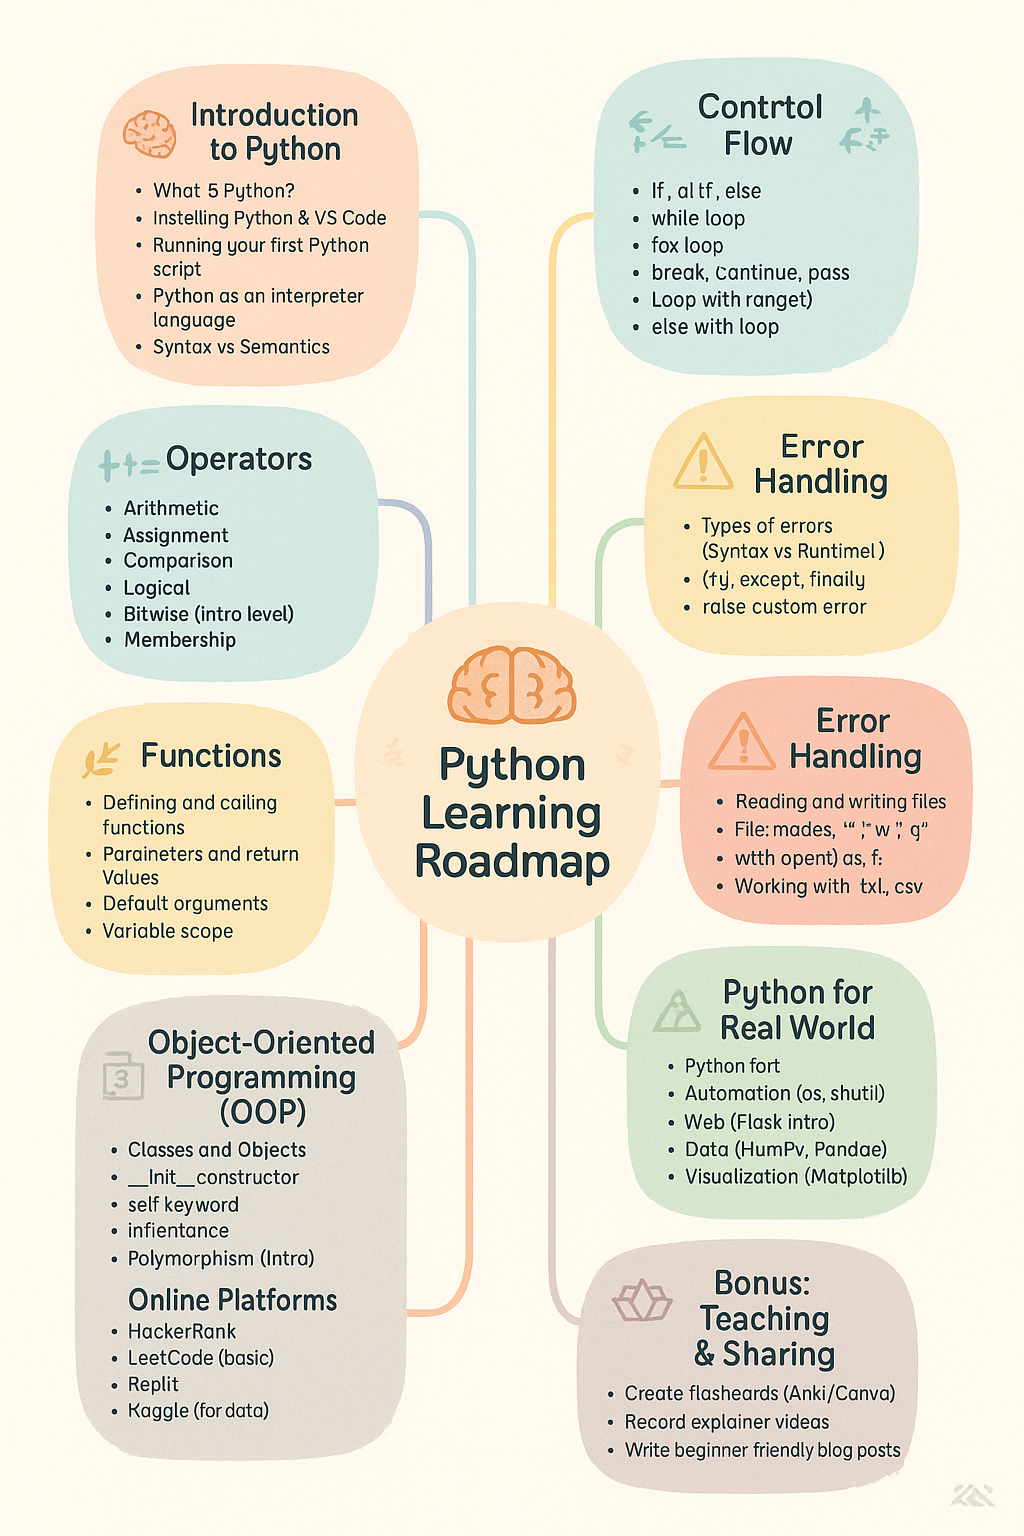 Introduction
to Python
• What 5 Python?
• Instelling Python & VS Code
• Running your first Python
script
• Python as an interpreter
language
• Syntax vs Semantics
Operators
• Arithmetic
• Assignment
• Comparison
• Logical
• Bitwise (intro level)
• Membership
Functions
• Defining and cailing
functions
• Paraineters and return
Values
• Default orguments
• Variable scope
Object-Oriented
Programming
(OOP)
• Classes and Objects
• __Init__constructor
• self keyword
• infientance
• Polymorphism (Intra)
Online Platforms
• HackerRank
• LeetCode (basic)
• Replit
• Kaggle (for data)
Python
Learning
Roadmap
Contrtol
Flow
• If, al tf, else
• while loop
• fox loop
• break, Cantinue, pass
• Loop with ranget)
• else with loop
Error
Handling
• Types of errors
(Syntax vs Runtimel)
• (ty, except, finaily
• ralse custom error
Error
Handling
• Reading and writing files
• File: mades, “" ,” w ”, q”
• wtth opent) as, f:
• Working with txl., csv
Python for
Real World
• Python fort
• Automation (os, shutil)
• Web (Flask intro)
• Data (HumPv, Pandae)
• Visualization (Matplotilb)
Bonus:
Teaching
& Sharing
• Create flasheards (Anki/Canva)
• Record explainer videas
• Write beginner friendly blog posts